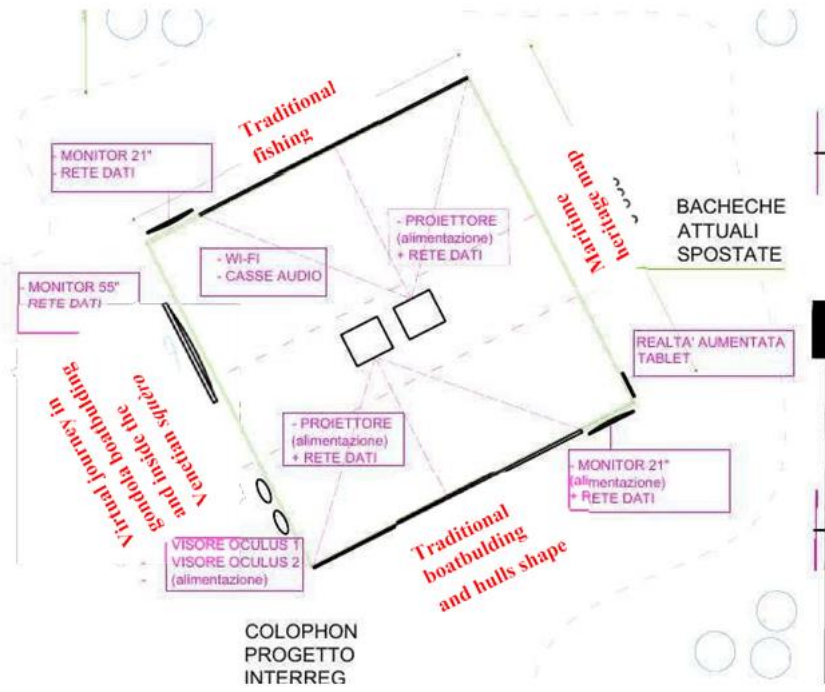 Traditional
fishing
- MONITOR 21"
- RETE DATI
- PROIETTORE
(alimentazione)
+ RETE DATI
Maritime
heritage map
BACHECHE
ATTUALI
SPOSTATE
- WI-FI
- CASSE AUDIO
- MONITOR 55"
RETE DATI
REALTA' AUMENTATA
TABLET
Virtual journey in
gondola boatbulding
and inside the
Venetian squèro
- PROIETTORE
(alimentazione)
+ RETE DATI
- MONITOR 21"
(alimentazione)
+ RETE DATI
Traditional
boatbulding
and hulls shape
VISORE OCULUS 1
VISORE OCULUS 2
(alimentazione)
COLOPHON
PROGETTO
INTERREG